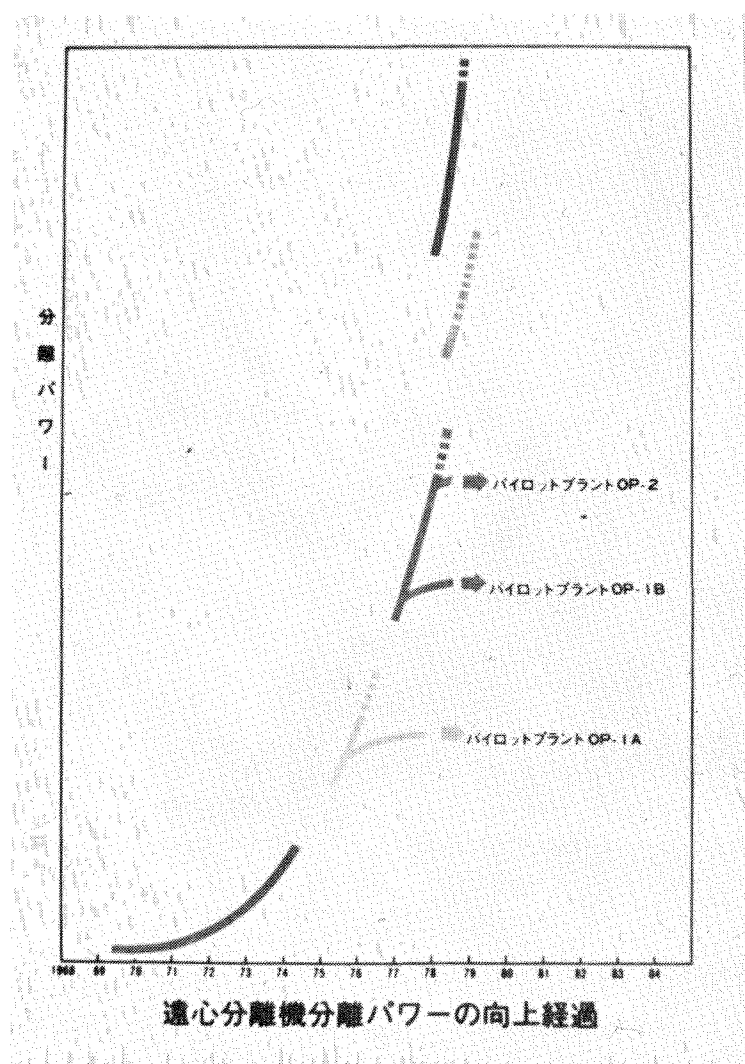 分離パワー
パイロットプラントOP-2
パイロットプラントOP-1B
パイロットプラントOP-1A
1968 69 70 71 72 73 74 75 76 77 78 79 80 81 82 83 84
遠心分離機分離パワーの向上経過